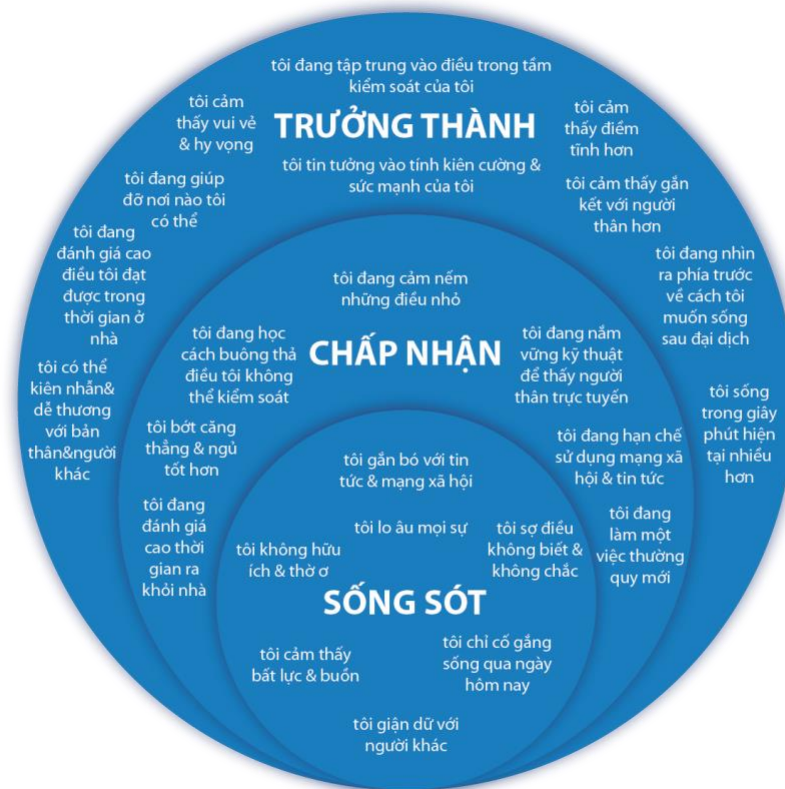 tôi đang tập trung vào điều trong tầm
kiểm soát của tôi
TRƯỞNG THÀNH
tôi tin tưởng vào tính kiên cường &
sức mạnh của tôi
tôi cảm
thấy vui vẻ
& hy vọng
tôi cảm
thấy điềm
tĩnh hơn
tôi đang giúp
đỡ nơi nào tôi
có thể
tôi cảm thấy gắn
kết với người
thân hơn
tôi đang
đánh giá cao
điều tôi đạt
được trong
thời gian ở
nhà
tôi đang nhìn
ra phía trước
về cách tôi
muốn sống
sau đại dịch
tôi có thể
kiên nhẫn&
dễ thương
với bản
thân&người
khác
tôi sống
trong giây
phút hiện
tại nhiều
hơn
tôi đang cảm nếm
những điều nhỏ
CHẤP NHẬN
tôi đang học
cách buông thả
điều tôi không
thể kiểm soát
tôi đang nắm
vững kỹ thuật
để thấy người
thân trực tuyến
tôi bớt căng
thẳng & ngủ
tốt hơn
tôi đang hạn chế
sử dụng mạng xã
hội & tin tức
tôi đang
đánh giá
cao thời
gian ra
khỏi nhà
tôi đang
làm một
việc thường
quy mới
tôi gắn bó với tin
tức & mạng xã hội
tôi lo âu mọi sự
tôi không hữu
ích & thờ ơ
tôi sợ điều
không biết &
không chắc
SỐNG SÓT
tôi cảm thấy
bất lực & buồn
tôi chỉ cố gắng
sống qua ngày
hôm nay
tôi giận dữ với
người khác